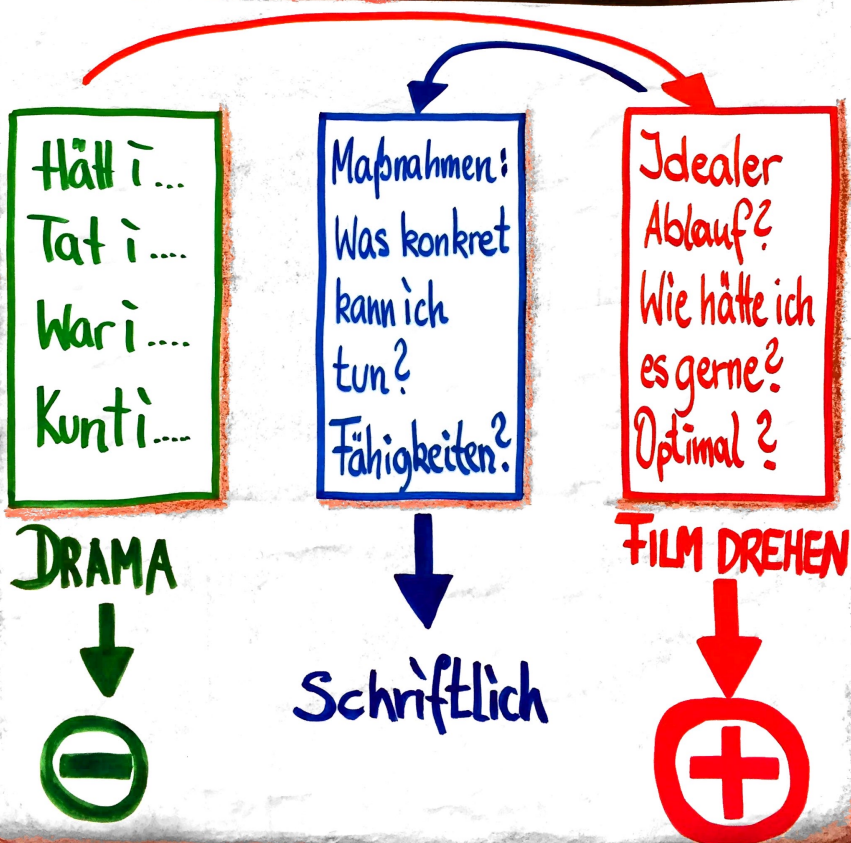 Hätt i...
Tat i....
War i....
Kunt i....
DRAMA
Maßnahmen:
Was konkret
kann ich
tun?
Fähigkeiten?
Schriftlich
Idealer
Ablauf?
Wie hätte ich
es gerne?
Optimal?
FILM DREHEN